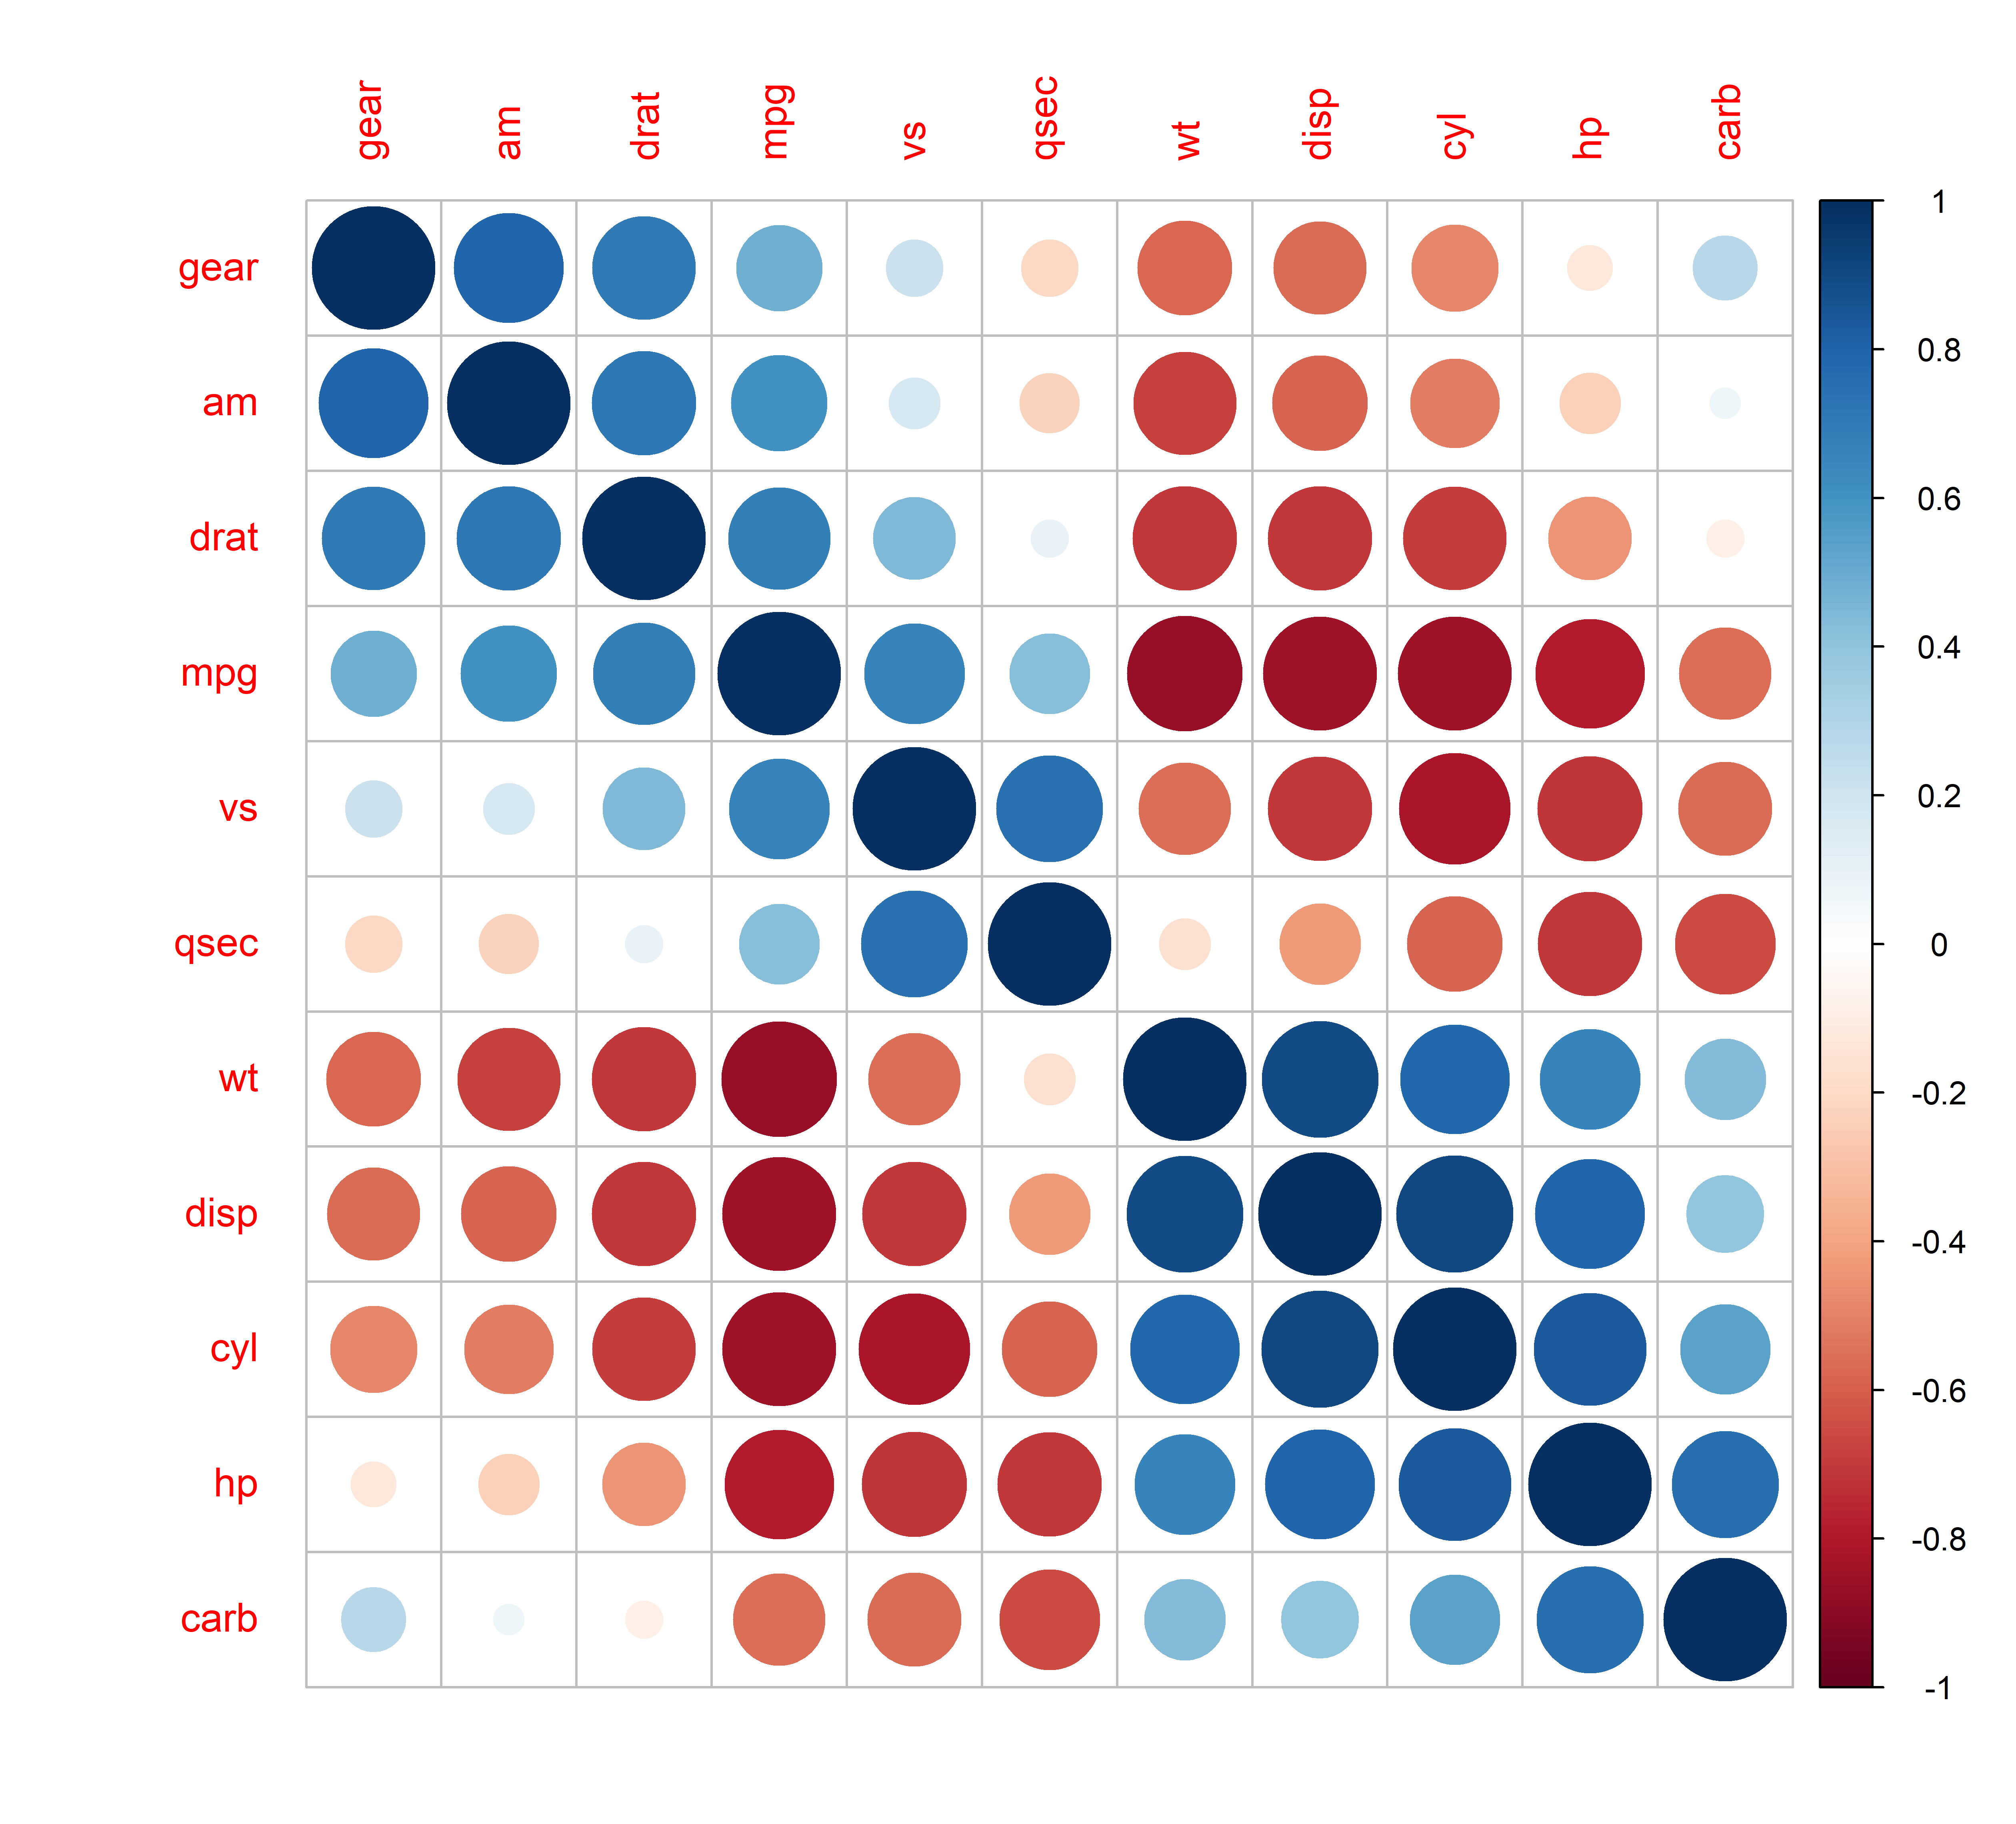 gear am drat mpg vs qsec wt disp cyl hp carb
gear
am
drat
mpg
vs
qsec
wt
disp
cyl
hp
carb
1
0.8
0.6
0.4
0.2
0
-0.2
-0.4
-0.6
-0.8
-1